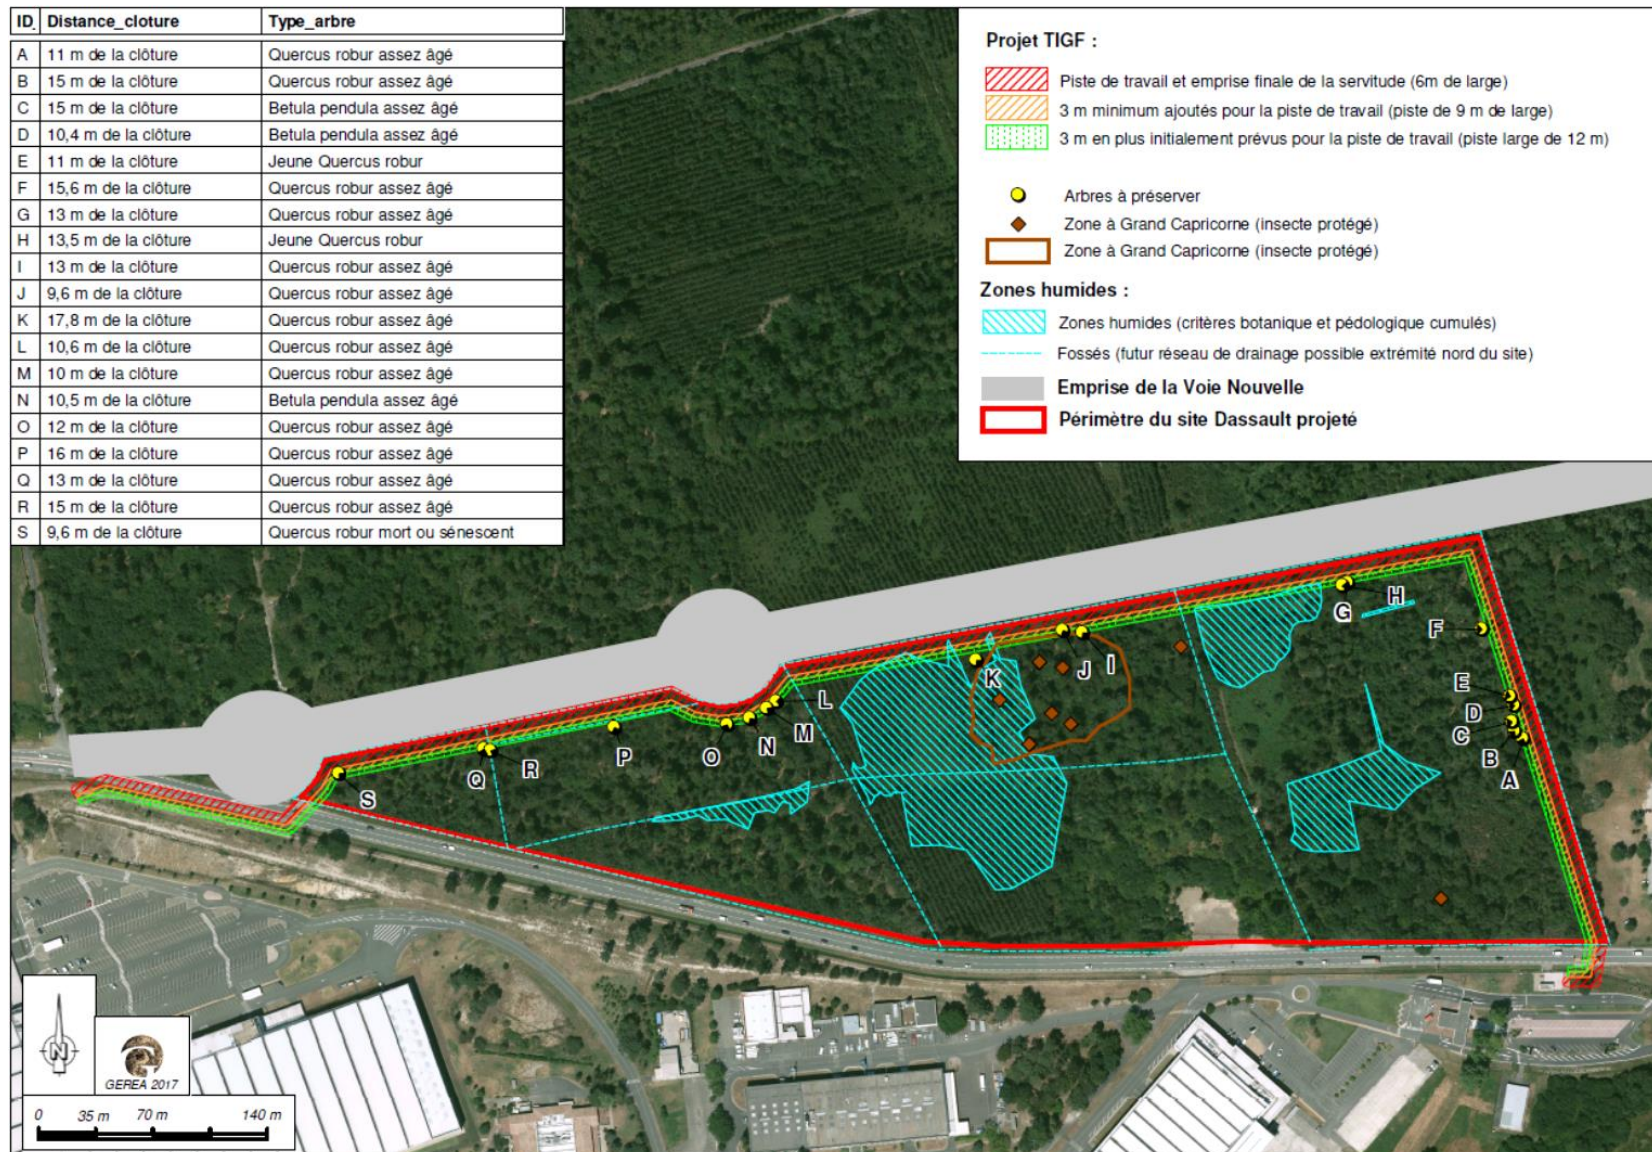 ID_ Distance_cloture Type_arbre
A 11 m de la clôture Quercus robur assez âgé
B 15 m de la clôture Quercus robur assez âgé
C 15 m de la clôture Betula pendula assez âgé
D 10,4 m de la clôture Betula pendula assez âgé
E 11 m de la clôture Jeune Quercus robur
F 15,6 m de la clôture Quercus robur assez âgé
G 13 m de la clôture Quercus robur assez âgé
H 13,5 m de la clôture Jeune Quercus robur
I 13 m de la clôture Quercus robur assez âgé
J 9,6 m de la clôture Quercus robur assez âgé
K 17,8 m de la clôture Quercus robur assez âgé
L 10,6 m de la clôture Quercus robur assez âgé
M 10 m de la clôture Quercus robur assez âgé
N 10,5 m de la clôture Betula pendula assez âgé
O 12 m de la clôture Quercus robur assez âgé
P 16 m de la clôture Quercus robur assez âgé
Q 13 m de la clôture Quercus robur assez âgé
R 15 m de la clôture Quercus robur assez âgé
S 9,6 m de la clôture Quercus robur mort ou sénescent
Projet TIGF :
Piste de travail et emprise finale de la servitude (6m de large)
3 m minimum ajoutés pour la piste de travail (piste de 9 m de large)
3 m en plus initialement prévus pour la piste de travail (piste large de 12 m)
Arbres à préserver
Zone à Grand Capricorne (insecte protégé)
Zone à Grand Capricorne (insecte protégé)
Zones humides :
Zones humides (critères botanique et pédologique cumulés)
Fossés (futur réseau de drainage possible extrémité nord du site)
Emprise de la Voie Nouvelle
Périmètre du site Dassault projeté
G
H
F
J
I
K
E
L
D
M
C
N
O
P
B
A
Q
R
S
N
GEREA 2017
0 35 m 70 m 140 m